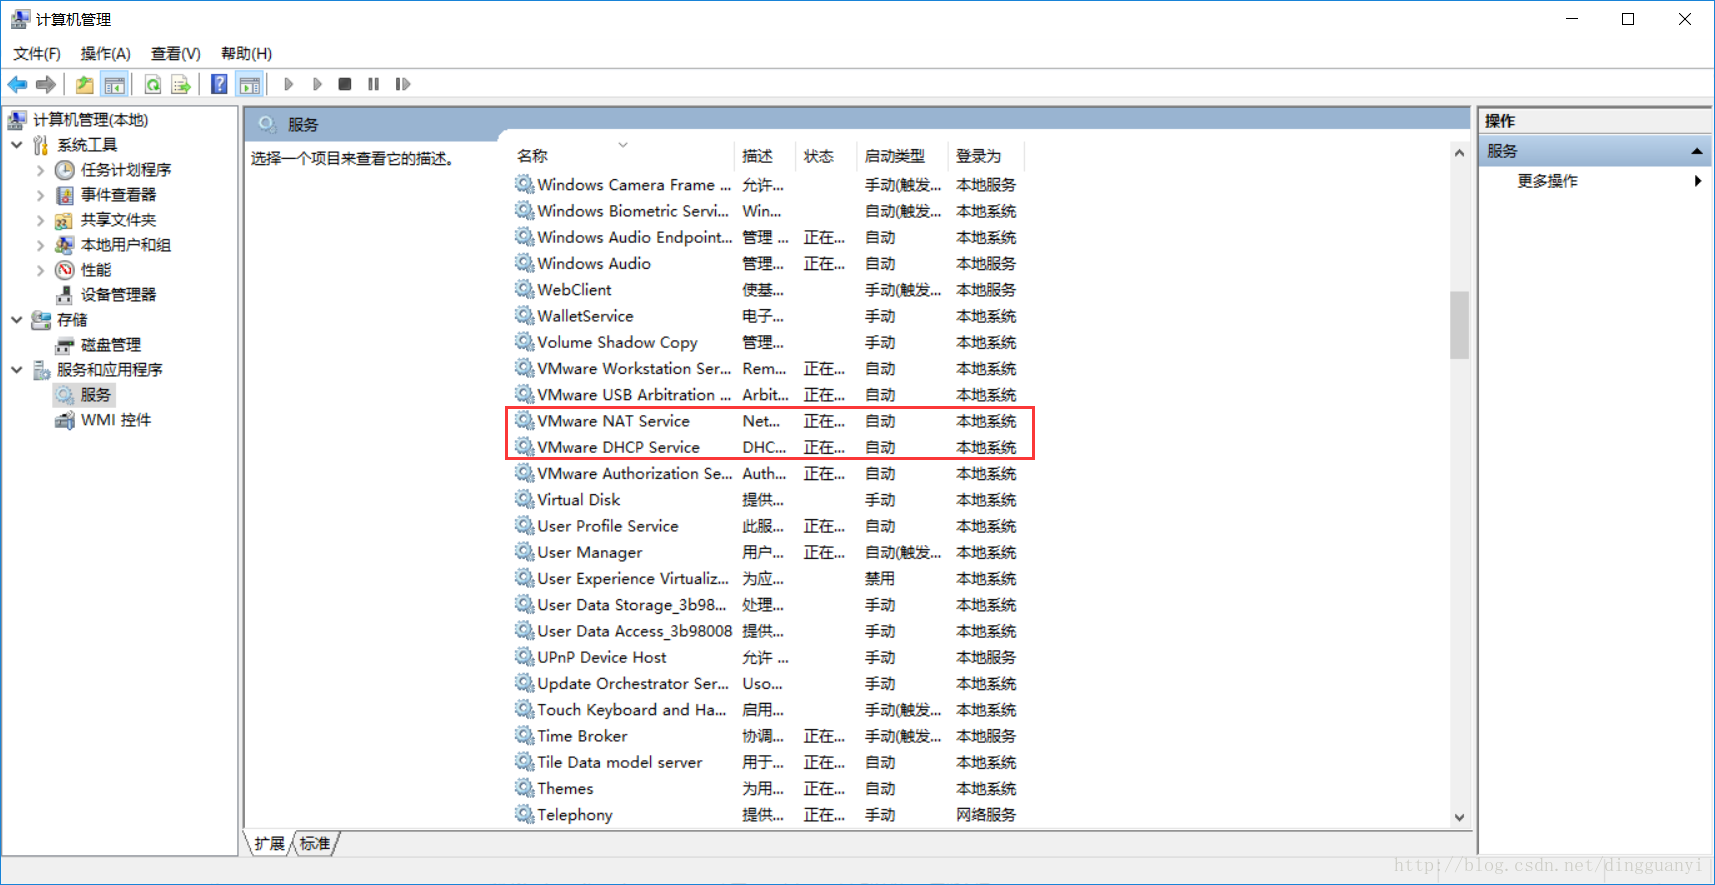 计算机管理
文件(F) 操作(A) 查看(V) 帮助(H)
计算机管理(本地)
系统工具
任务计划程序
事件查看器
共享文件夹
本地用户和组
性能
设备管理器
存储
磁盘管理
服务和应用程序
服务
WMI 控件
服务
选择一个项目来查看它的描述。
名称 描述 状态 启动类型 登录为
Windows Camera Frame ... 允许... 手动(触发... 本地服务
Windows Biometric Servi... Win... 自动(触发... 本地系统
Windows Audio Endpoint... 管理 ... 正在... 自动 本地系统
Windows Audio 管理... 正在... 自动 本地服务
WebClient 使基... 手动(触发... 本地服务
WalletService 电子... 手动 本地系统
Volume Shadow Copy 管理... 手动 本地系统
VMware Workstation Ser... Rem... 正在... 自动 本地系统
VMware USB Arbitration ... Arbit... 正在... 自动 本地系统
VMware NAT Service Net... 正在... 自动 本地系统
VMware DHCP Service DHC... 正在... 自动 本地系统
VMware Authorization Se... Auth... 正在... 自动 本地系统
Virtual Disk 提供... 手动 本地系统
User Profile Service 此服... 正在... 自动 本地系统
User Manager 用户... 正在... 自动(触发... 本地系统
User Experience Virtualiz... 为应... 禁用 本地系统
User Data Storage_3b98... 处理... 手动 本地系统
User Data Access_3b98008 提供... 手动 本地系统
UPnP Device Host 允许 ... 手动 本地服务
Update Orchestrator Ser... Uso... 手动 本地系统
Touch Keyboard and Ha... 启用... 手动(触发... 本地系统
Time Broker 协调... 正在... 手动(触发... 本地服务
Tile Data model server 用于... 正在... 自动 本地系统
Themes 为用... 正在... 自动 本地系统
Telephony 提供... 正在... 手动 网络服务
扩展 标准
操作
服务
更多操作
http://blog.csdn.net/dingguanyi